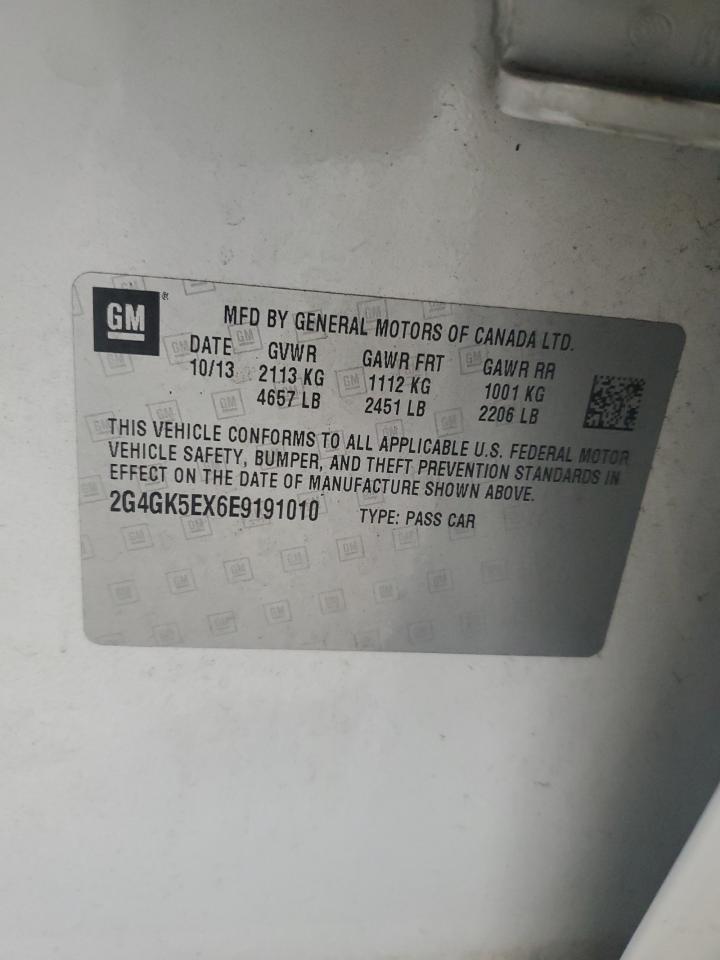 GM ®
MFD BY GENERAL MOTORS OF CANADA LTD.
DATE GVWR GAWR FRT GAWR RR
10/13 2113 KG 1112 KG 1001 KG
4657 LB 2451 LB 2206 LB
THIS VEHICLE CONFORMS TO ALL APPLICABLE U.S. FEDERAL MOTOR
VEHICLE SAFETY, BUMPER, AND THEFT PREVENTION STANDARDS IN
EFFECT ON THE DATE OF MANUFACTURE SHOWN ABOVE.
2G4GK5EX6E9191010 TYPE: PASS CAR